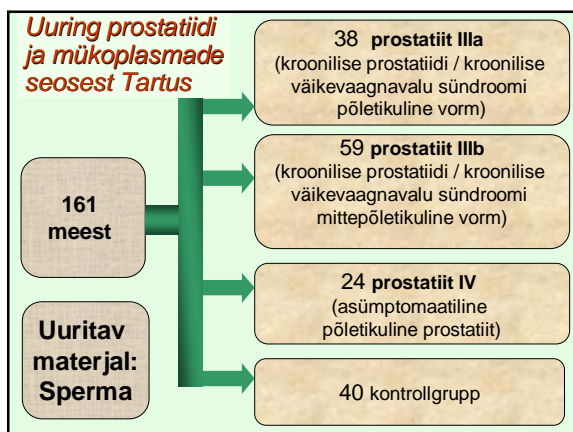 Uuring prostatiidi
ja mükoplasmade
seosest Tartus
161
meest
Uuritav
materjal:
Sperma
38 prostatiit IIIa
(kroonilise prostatiidi / kroonilise
väikevaagnavalu sündroomi
põletikuline vorm)
59 prostatiit IIIb
(kroonilise prostatiidi / kroonilise
väikevaagnavalu sündroomi
mittepõletikuline vorm)
24 prostatiit IV
(asümptomaatiline
põletikuline prostatiit)
40 kontrollgrupp